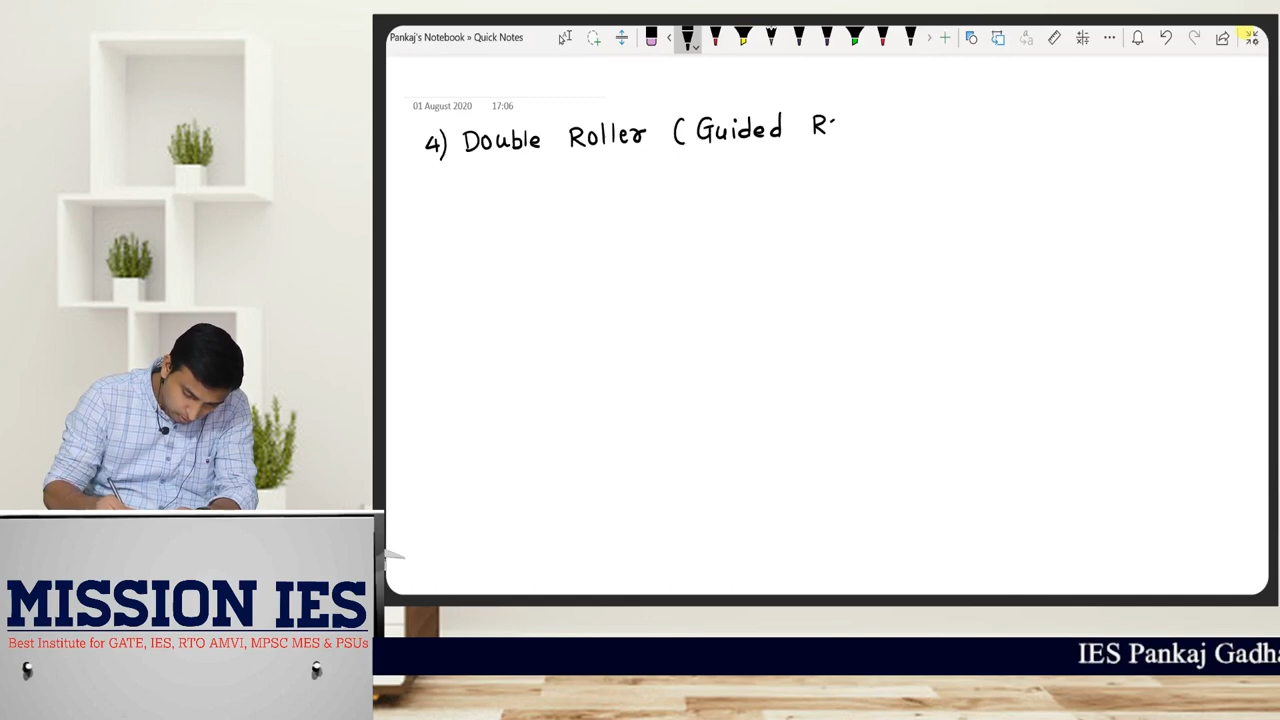 Pankaj's Notebook » Quick Notes
01 August 2020 17:06
4) Double Roller ( Guided R
MISSION IES
Best Institute for GATE, IES, RTO AMVI, MPSC MES & PSUs
IES Pankaj Gadha